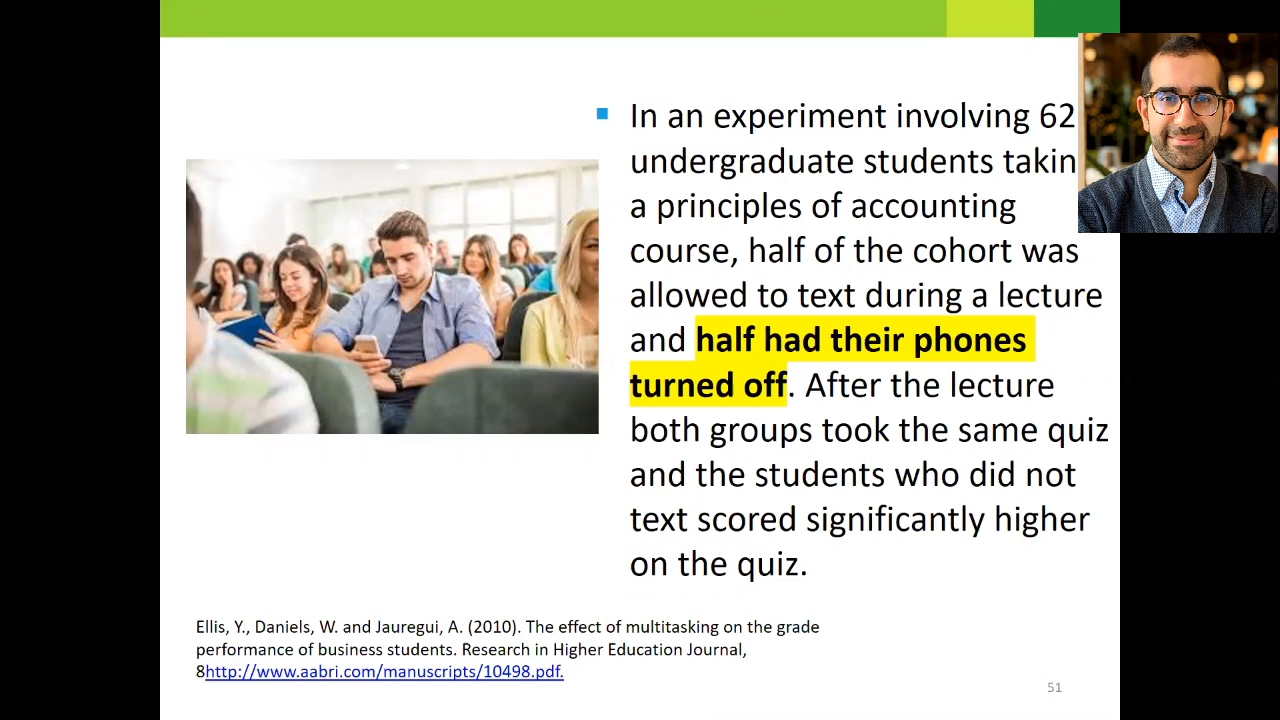 In an experiment involving 62
undergraduate students takin
a principles of accounting
course, half of the cohort was
allowed to text during a lecture
and half had their phones
turned off. After the lecture
both groups took the same quiz
and the students who did not
text scored significantly higher
on the quiz.
Ellis, Y., Daniels, W. and Jauregui, A. (2010). The effect of multitasking on the grade
performance of business students. Research in Higher Education Journal,
8http://www.aabri.com/manuscripts/10498.pdf.
51